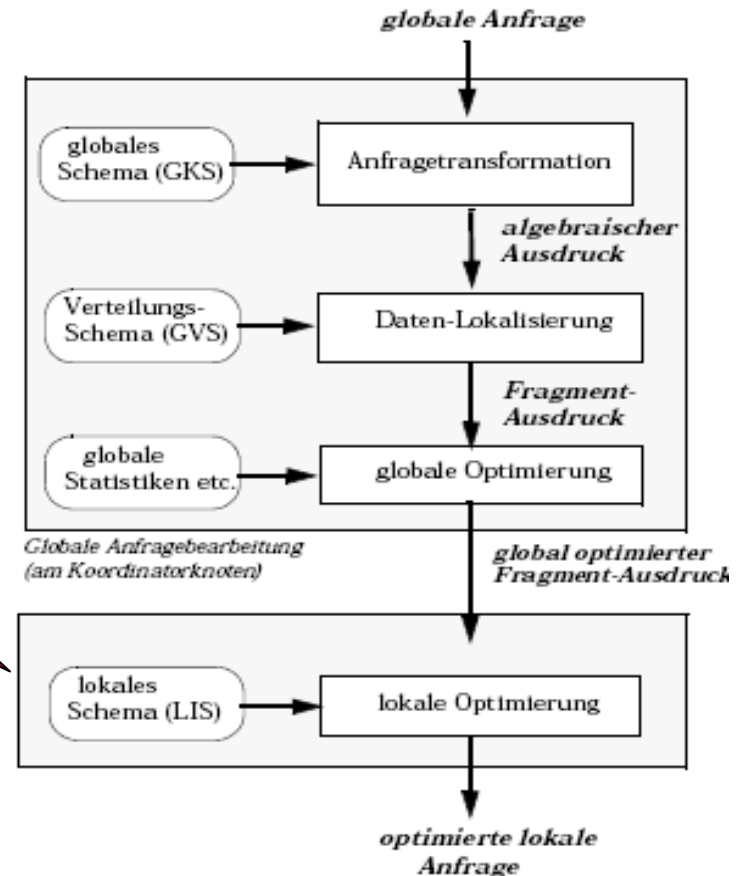 globale Anfrage
globales
Schema (GKS)
Anfragetransformation
algebraischer
Ausdruck
Verteilungs-
Schema (GVS)
Daten-Lokalisierung
Fragment-
Ausdruck
globale
Statistiken etc.
globale Optimierung
Globale Anfragebearbeitung
(am Koordinatorknoten)
global optimierter
Fragment-Ausdruck
lokales
Schema (LIS)
lokale Optimierung
optimierte lokale
Anfrage